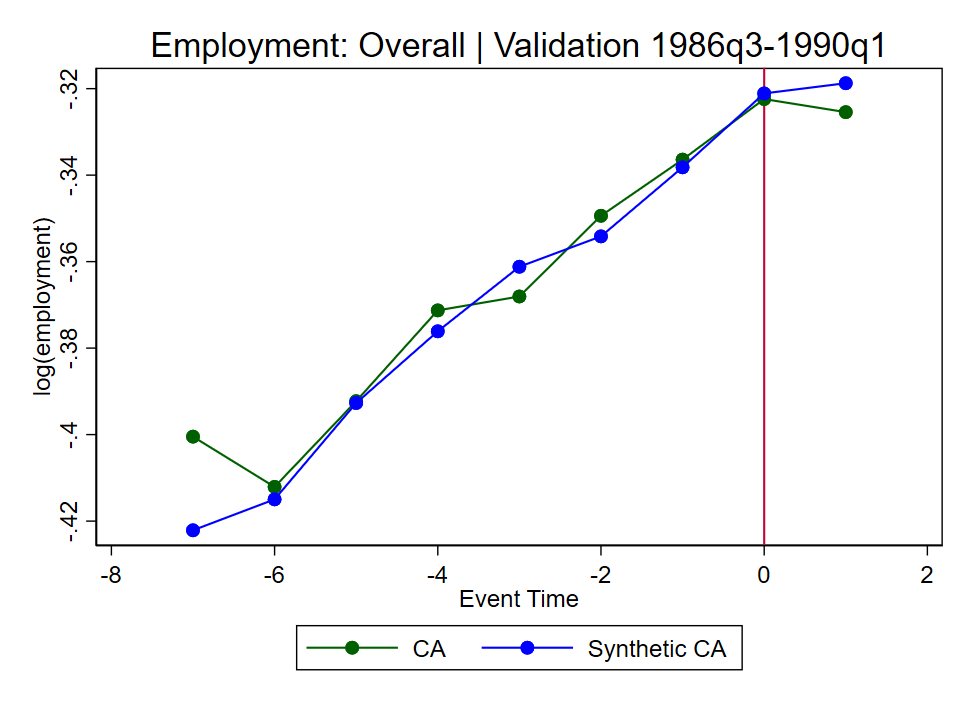 Employment: Overall | Validation 1986q3-1990q1
log(employment)
-.32
-.34
-.36
-.38
-.4
-.42
-8 -6 -4 -2 0 2
Event Time
CA Synthetic CA